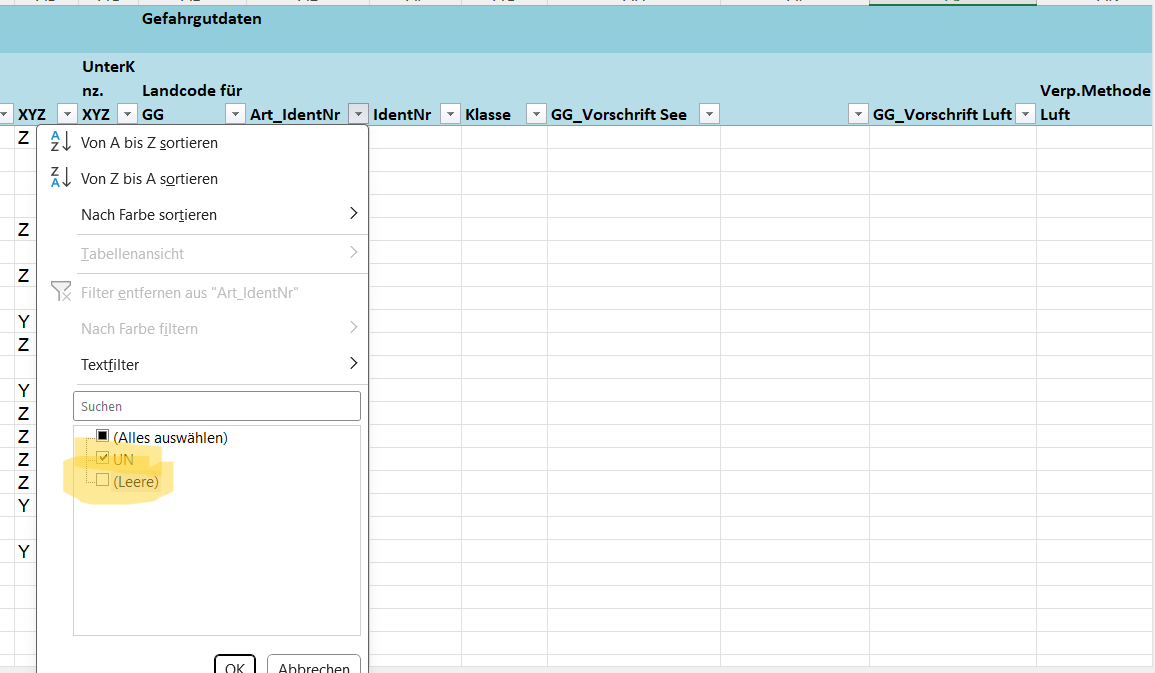 Gefahrgutdaten
UnterK
nz.
Landcode für
Verp.Methode
XYZ XYZ GG Art_IdentNr IdentNr Klasse GG_Vorschrift See GG_Vorschrift Luft Luft
Z
Von A bis Z sortieren
Von Z bis A sortieren
Nach Farbe sortieren
Z
Tabellenansicht
Z
Filter entfernen aus "Art_IdentNr"
Y
Nach Farbe filtern
Z
Textfilter
Y
Suchen
Z
Z
(Alles auswählen)
Z
UN
Z
(Leere)
Y
Y
OK Abbrechen